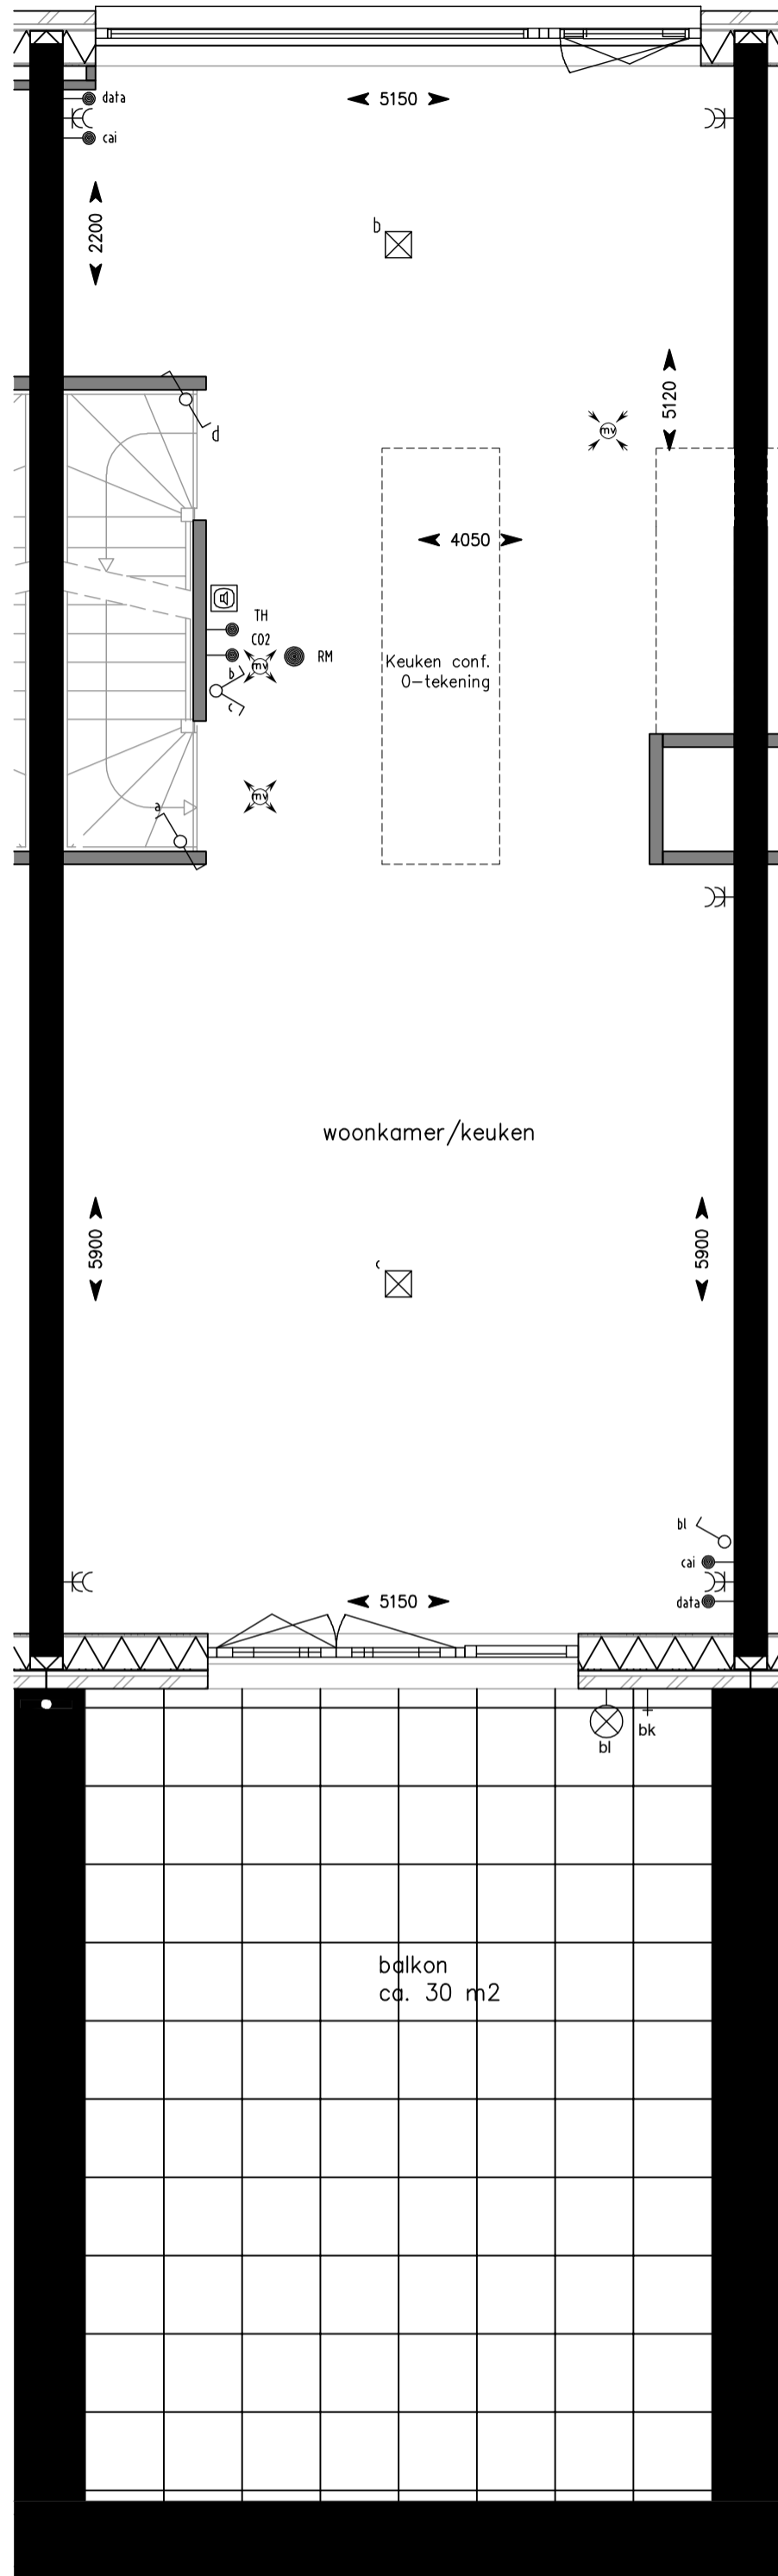 data
5150
cai
2200
b
5120
d
mv
4050
TH
CO2
RM
mv
b
c
Keuken conf.
0-tekening
mv
a
woonkamer/keuken
5900
5900
c
bl
cai
5150
data
bl
bk
balkon
ca. 30 m2